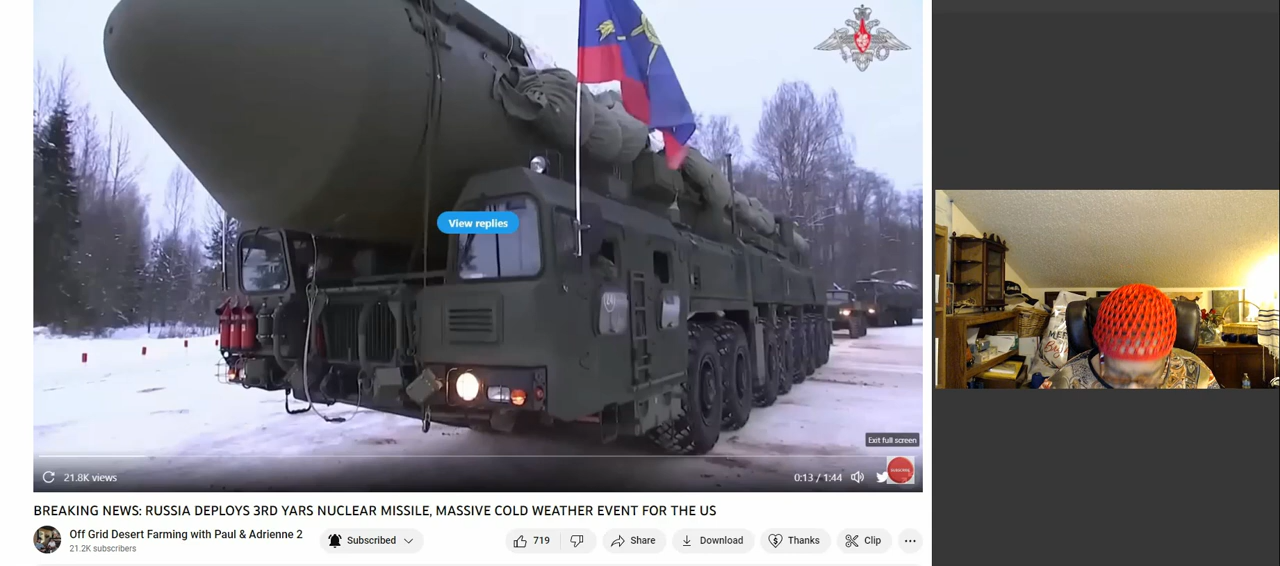 View replies
Exit full screen
21.8K views
0:13 / 1:44
BREAKING NEWS: RUSSIA DEPLOYS 3RD YARS NUCLEAR MISSILE, MASSIVE COLD WEATHER EVENT FOR THE US
Off Grid Desert Farming with Paul & Adrienne 2
21.2K subscribers
Subscribed
719
Share
Download
Thanks
Clip